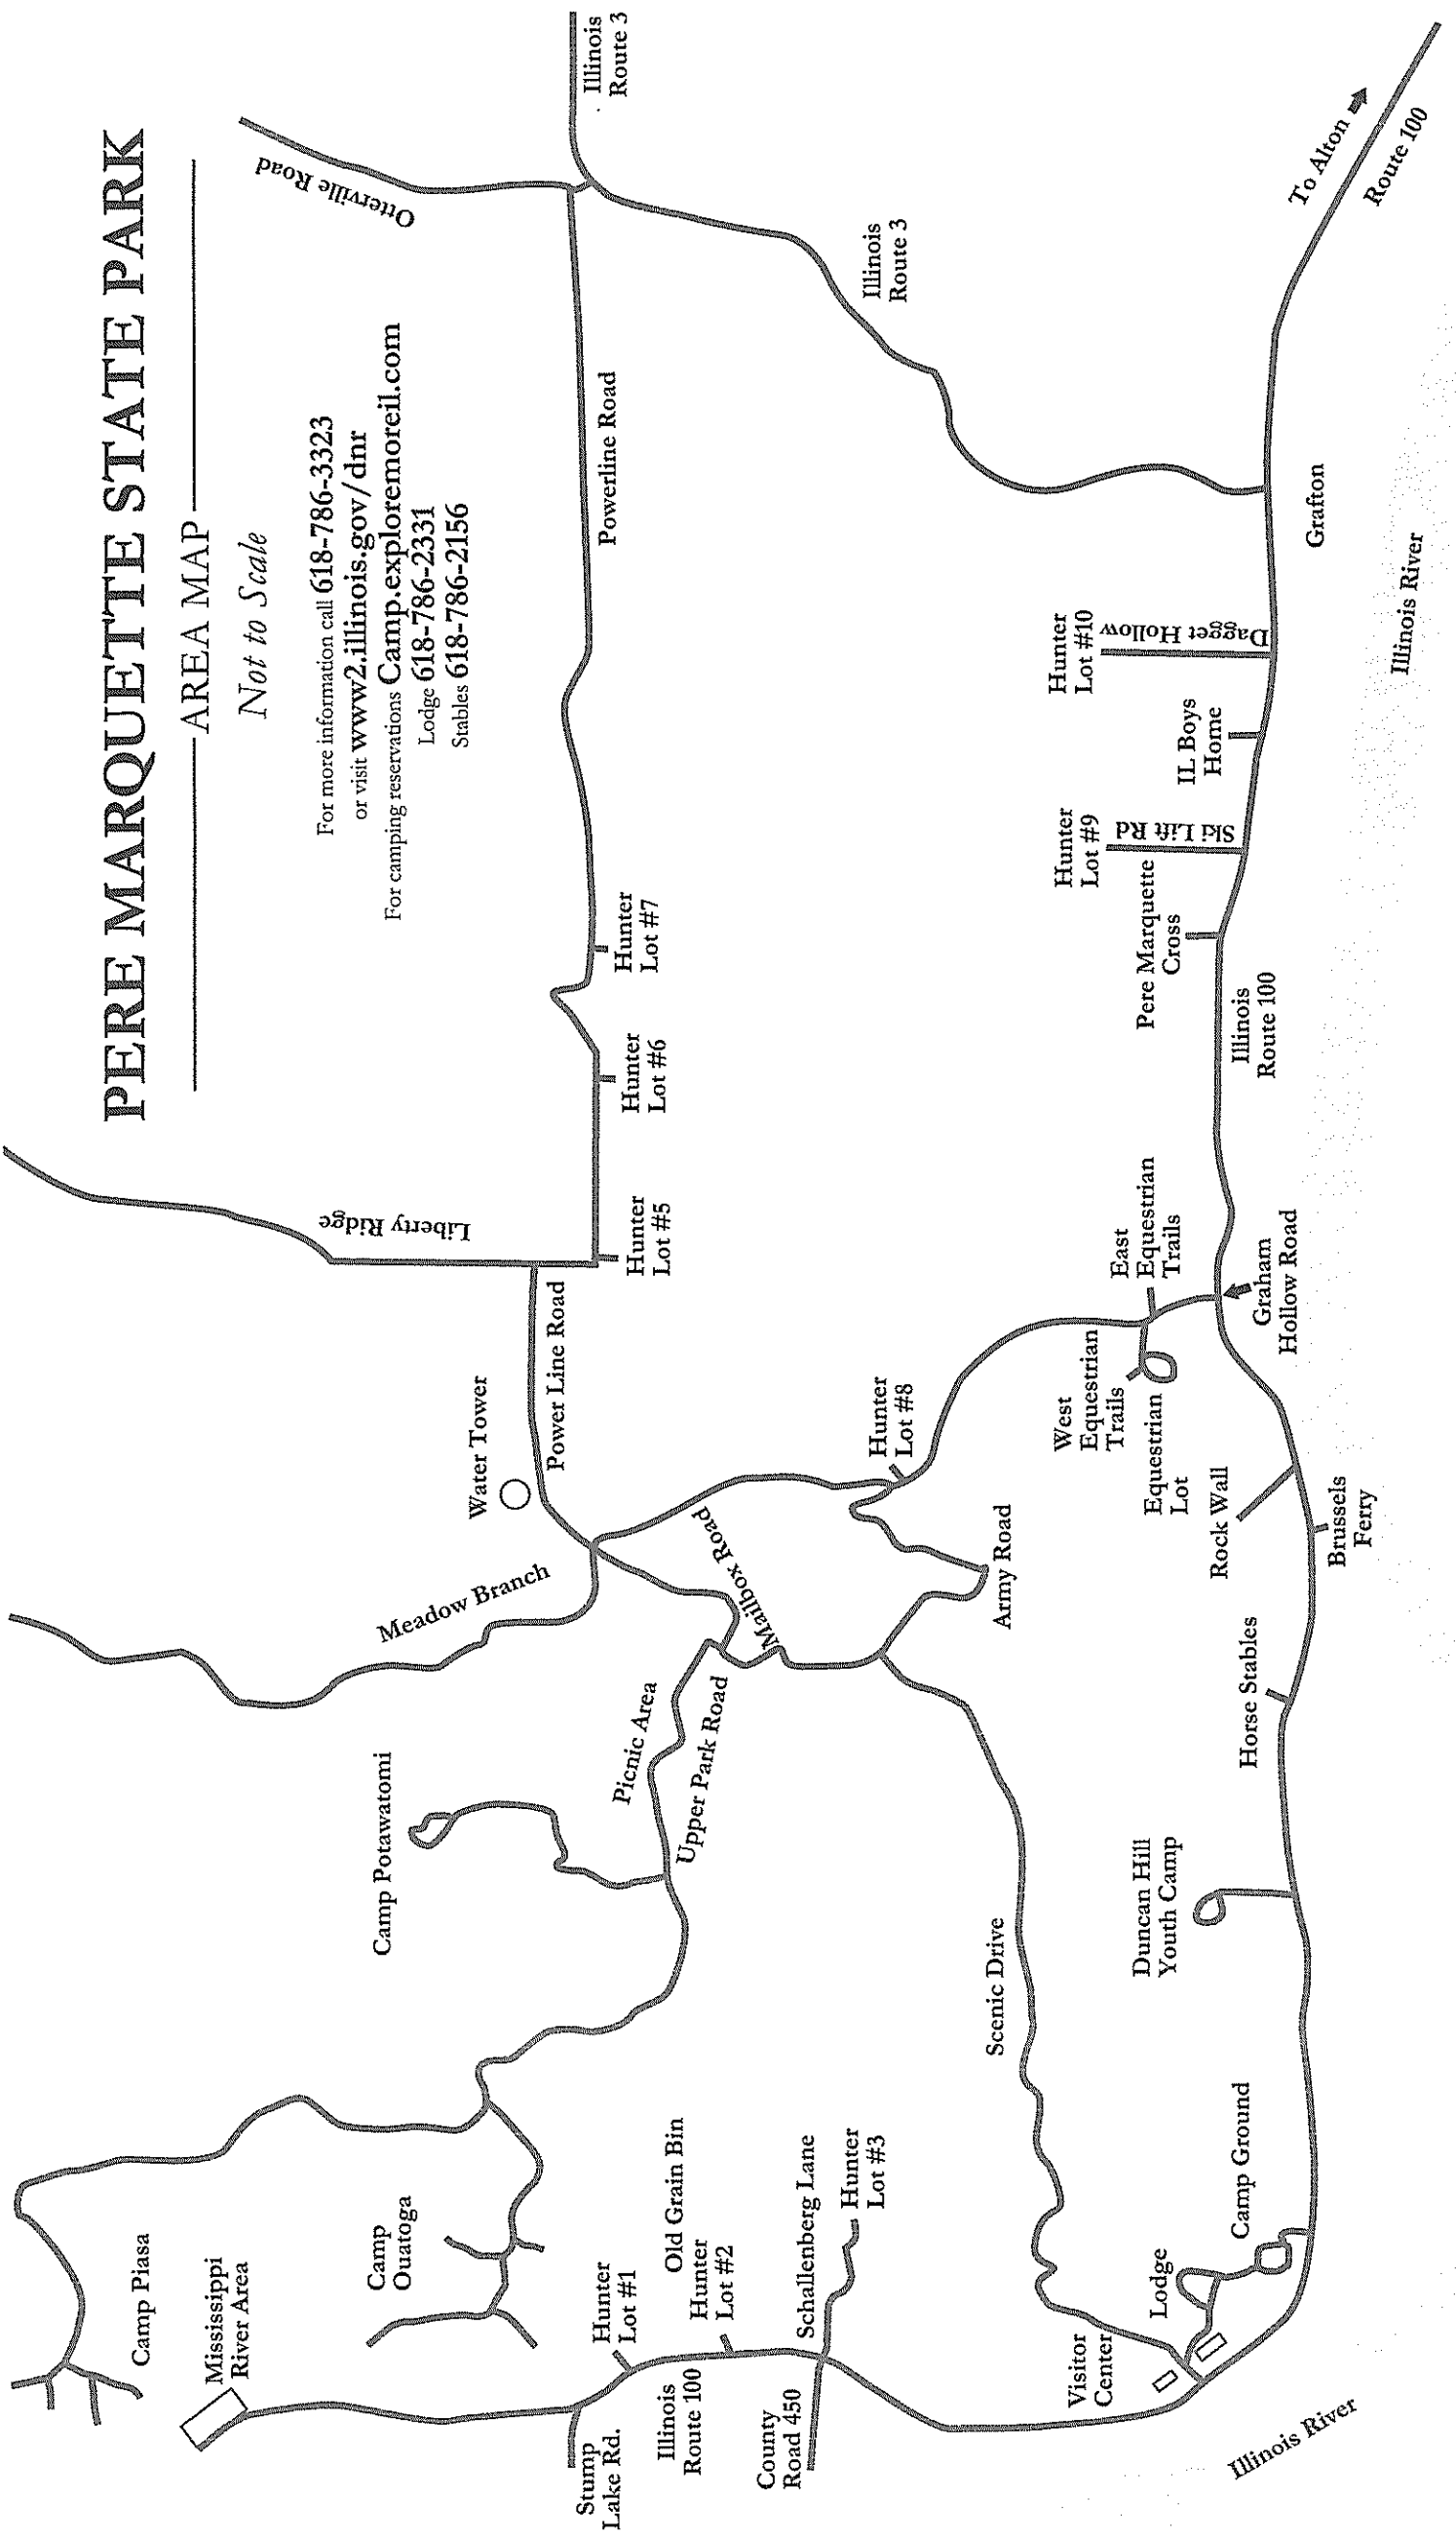 PERE MARQUETTE STATE PARK
AREA MAP
Not to Scale
For more information call 618-786-3323
or visit www2.illinois.gov/dnr
For camping reservations Camp.exploremoreil.com
Lodge 618-786-2331
Stables 618-786-2156
Camp Piasa
Mississippi
River Area
Camp
Ouatoga
Camp Potawatomi
Meadow Branch
Water Tower
Power Line Road
Liberty Ridge
Otterville Road
Illinois
Route 3
Powerline Road
Hunter
Lot #5
Hunter
Lot #6
Hunter
Lot #7
Stump
Lake Rd.
Hunter
Lot #1
Illinois
Route 100
Old Grain Bin
Hunter
Lot #2
County
Road 450
Schallenberg Lane
Hunter
Lot #3
Picnic Area
Upper Park Road
Mailbox Road
Hunter
Lot #8
Army Road
Illinois
Route 3
Scenic Drive
Visitor
Center
Lodge
Camp Ground
Duncan Hill
Youth Camp
Horse Stables
Rock Wall
Brussels
Ferry
West
Equestrian
Trails
Equestrian
Lot
East
Equestrian
Trails
Graham
Hollow Road
Pere Marquette
Cross
Illinois
Route 100
Hunter
Lot #9
Ski Lift Rd
IL Boys
Home
Hunter
Lot #10
Dagget Hollow
Grafton
To Alton
Route 100
Illinois River
Illinois River